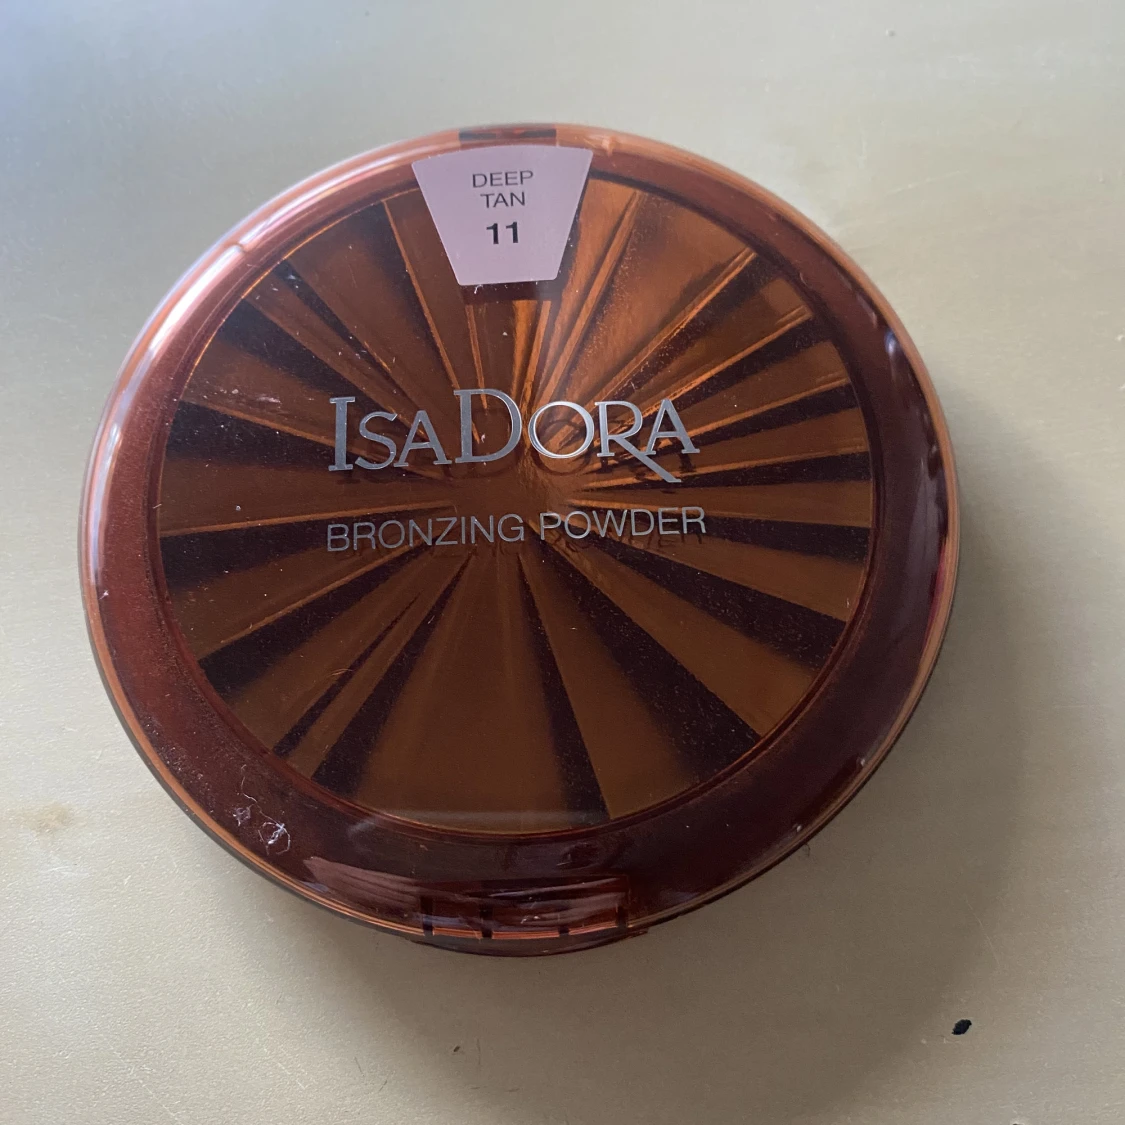 DEEP
TAN
11
ISADORA
BRONZING POWDER